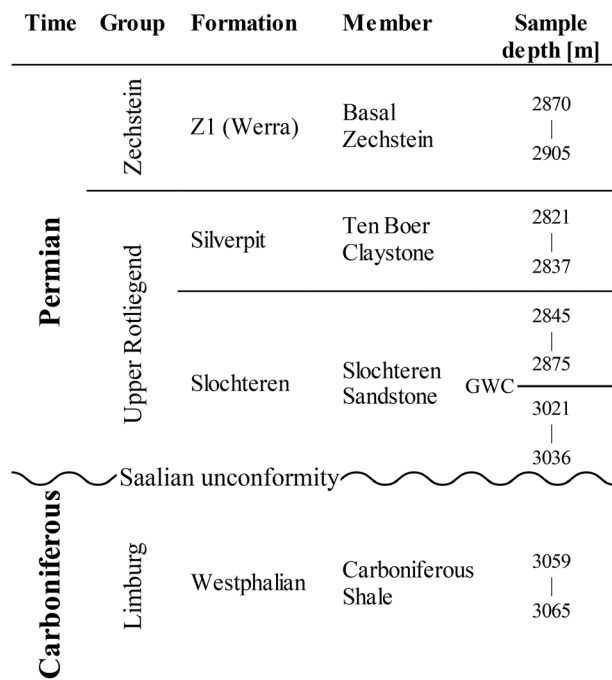 Time Group Formation Member Sample
depth [m]
Permian
Zechstein
Z1 (Werra)
Basal
Zechstein
2870
|
2905
Upper Rotliegend
Silverpit
Ten Boer
Claystone
2821
|
2837
Slochteren
Slochteren
Sandstone
2845
|
2875
GWC
3021
|
3036
Saalian unconformity
Carboniferous
Limburg
Westphalian
Carboniferous
Shale
3059
|
3065